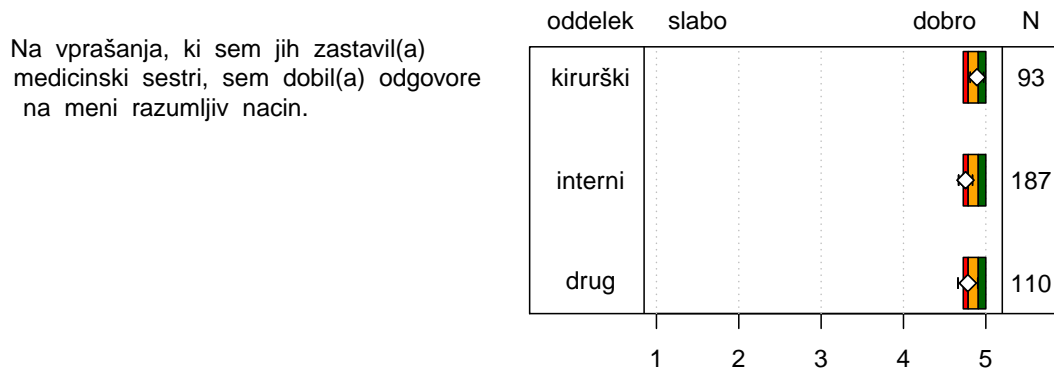 oddelek slabo dobro N
Na vprašanja, ki sem jih zastavil(a)
medicinski sestri, sem dobil(a) odgovore
na meni razumljiv nacin.
kirurški 93
interni 187
drug 110
1 2 3 4 5